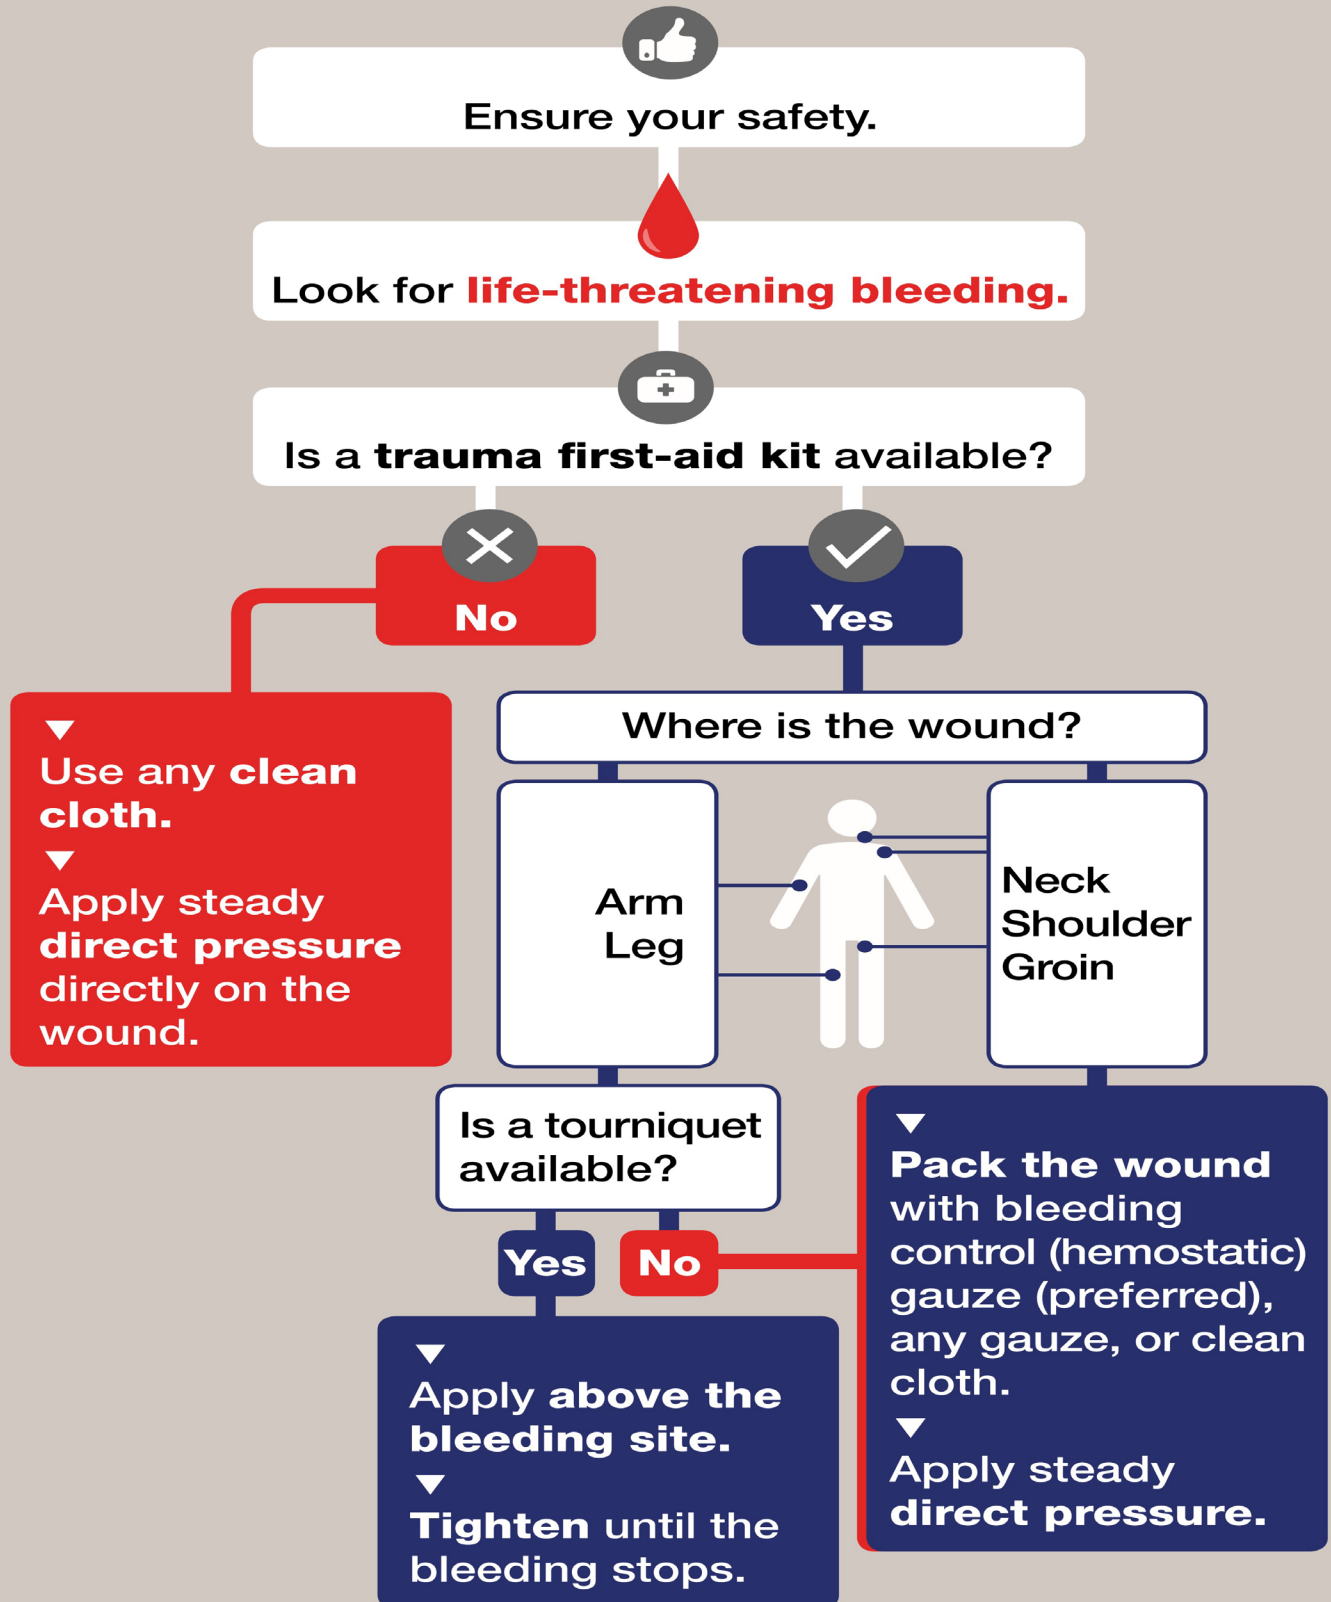 Ensure your safety.
Look for life-threatening bleeding.
Is a trauma first-aid kit available?
No
Yes
Use any clean
cloth.
Apply steady
direct pressure
directly on the
wound.
Where is the wound?
Arm
Leg
Neck
Shoulder
Groin
Is a tourniquet
available?
Yes
No
Apply above the
bleeding site.
Tighten until the
bleeding stops.
Pack the wound
with bleeding
control (hemostatic)
gauze (preferred),
any gauze, or clean
cloth.
Apply steady
direct pressure.